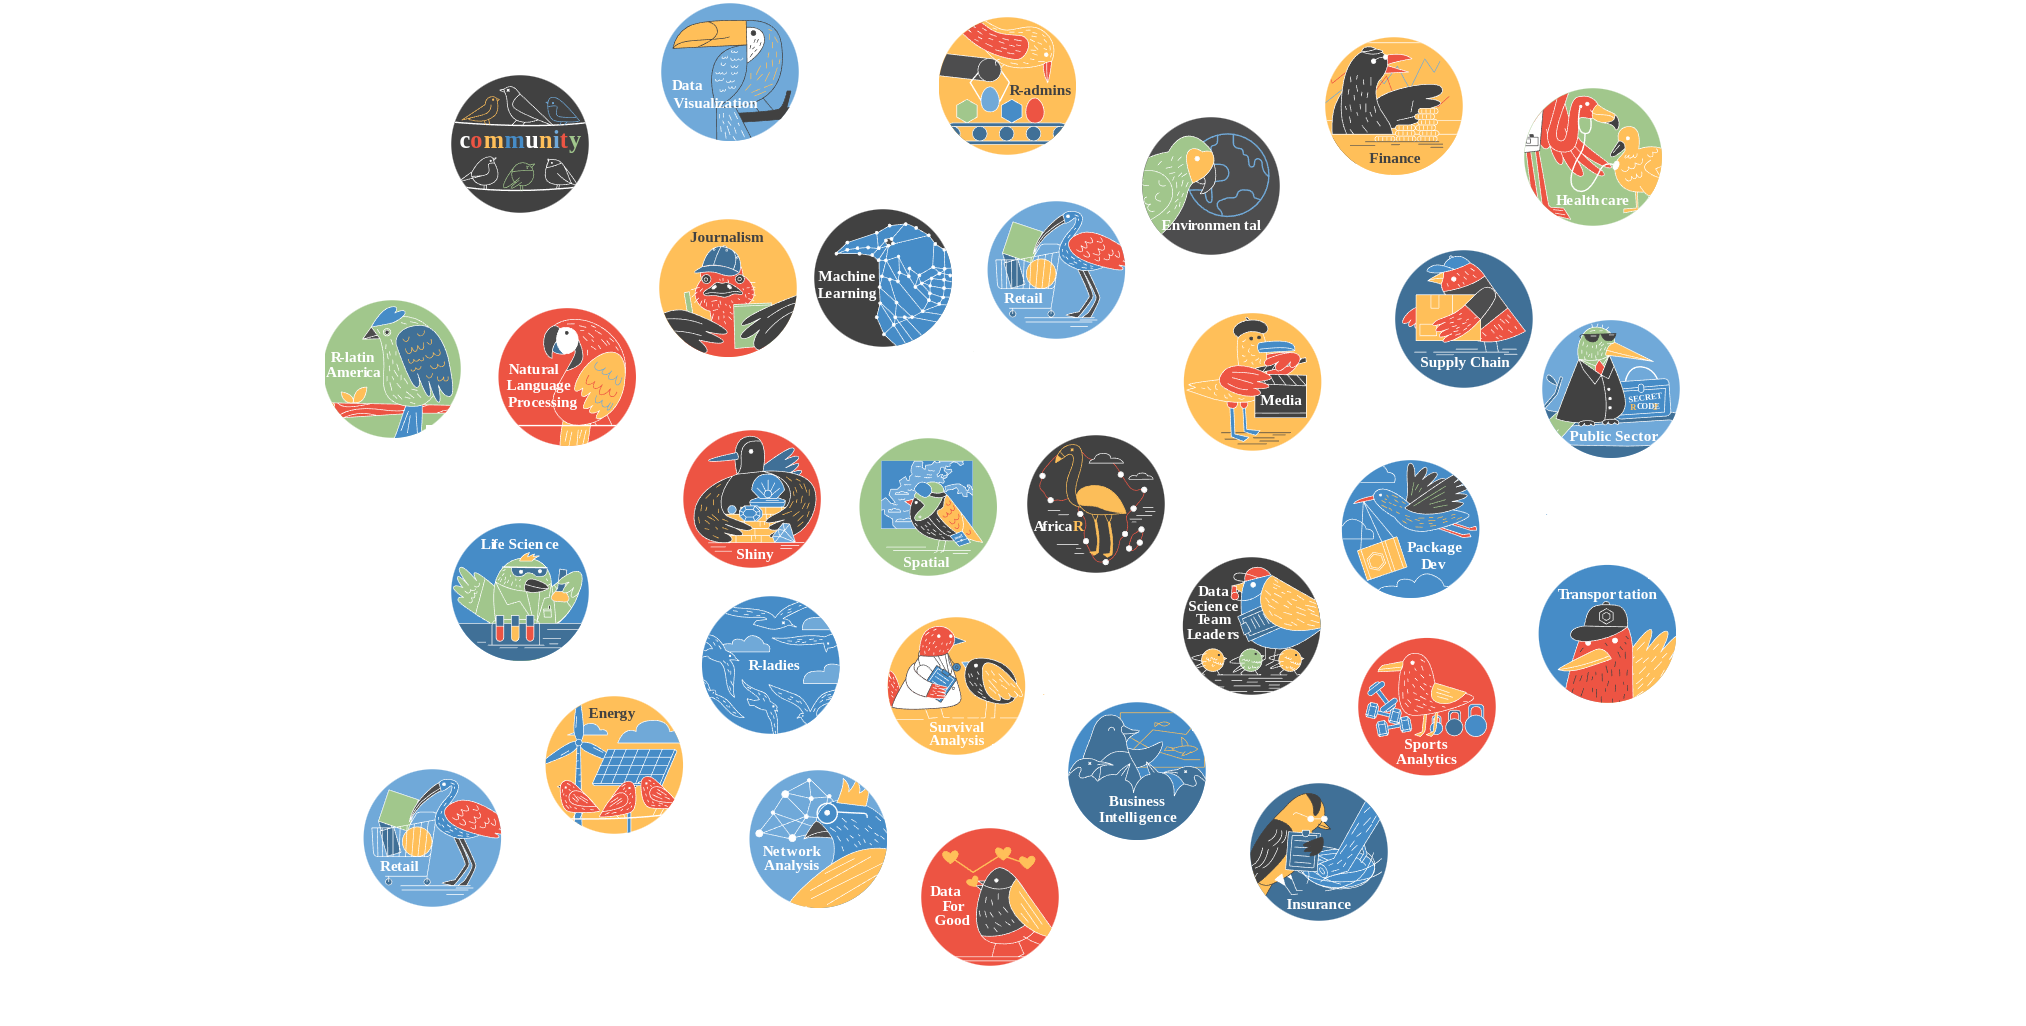 Data
Visualization
R-admins
community
Finance
Healthcare
Environmental
Journalism
Machine
Learning
Retail
R-latin
America
Natural
Language
Processing
Supply Chain
Media
SECRET
RCODE
Public Sector
Shiny
Spatial
AfricaR
Package
Dev
Life Science
Data
Science
Team
Leaders
Transportation
R-ladies
Survival
Analysis
Energy
Sports
Analytics
Business
Intelligence
Retail
Network
Analysis
Data
For
Good
Insurance